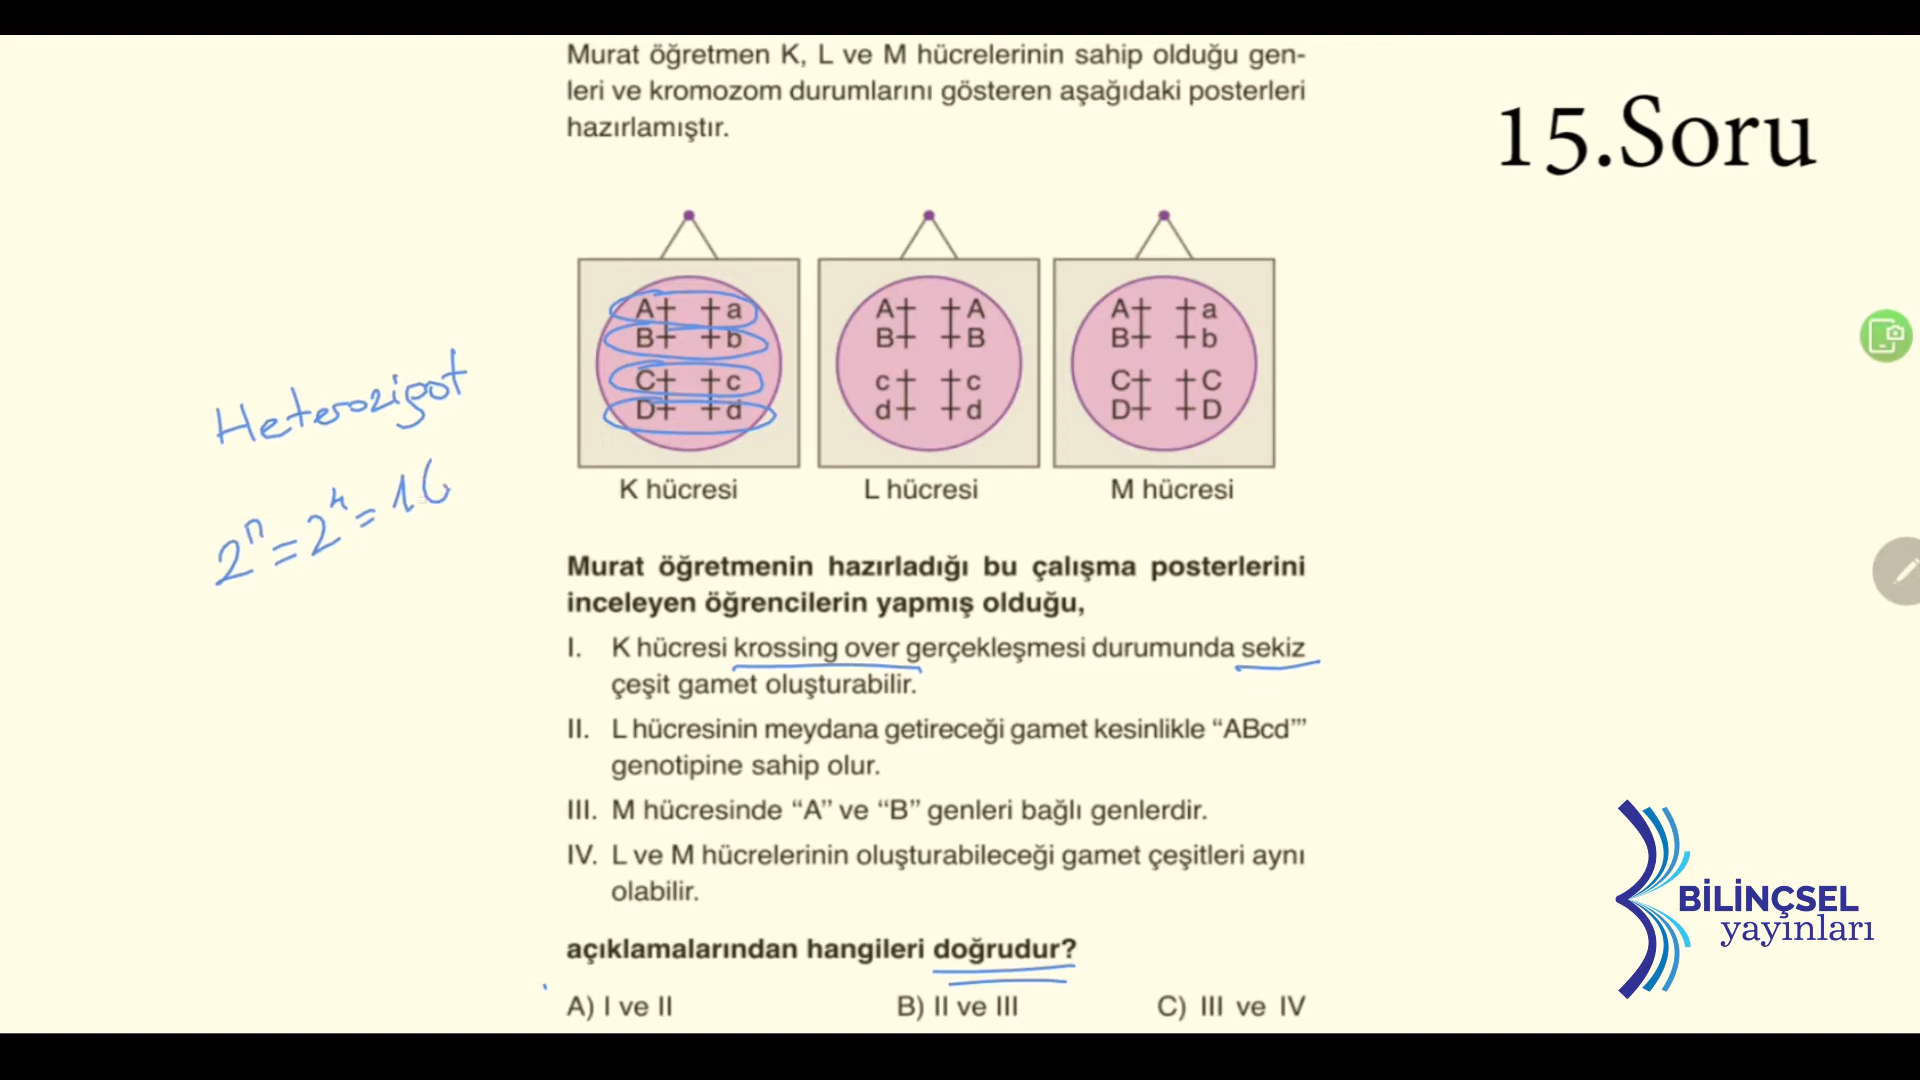 Murat öğretmen K, L ve M hücrelerinin sahip olduğu gen-
leri ve kromozom durumlarını gösteren aşağıdaki posterleri
hazırlamıştır.
15.Soru
A a
B b
C c
D d
K hücresi
A A
B B
c c
d d
L hücresi
A a
B b
C C
D D
M hücresi
Heterozigot
2ⁿ = 2⁴ = 16
Murat öğretmenin hazırladığı bu çalışma posterlerini
inceleyen öğrencilerin yapmış olduğu,
I. K hücresi krossing over gerçekleşmesi durumunda sekiz
çeşit gamet oluşturabilir.
II. L hücresinin meydana getireceği gamet kesinlikle “ABcd”’
genotipine sahip olur.
III. M hücresinde “A” ve “B” genleri bağlı genlerdir.
IV. L ve M hücrelerinin oluşturabileceği gamet çeşitleri aynı
olabilir.
açıklamalarından hangileri doğrudur?
A) I ve II B) II ve III C) III ve IV
BİLİNÇSEL
yayınları